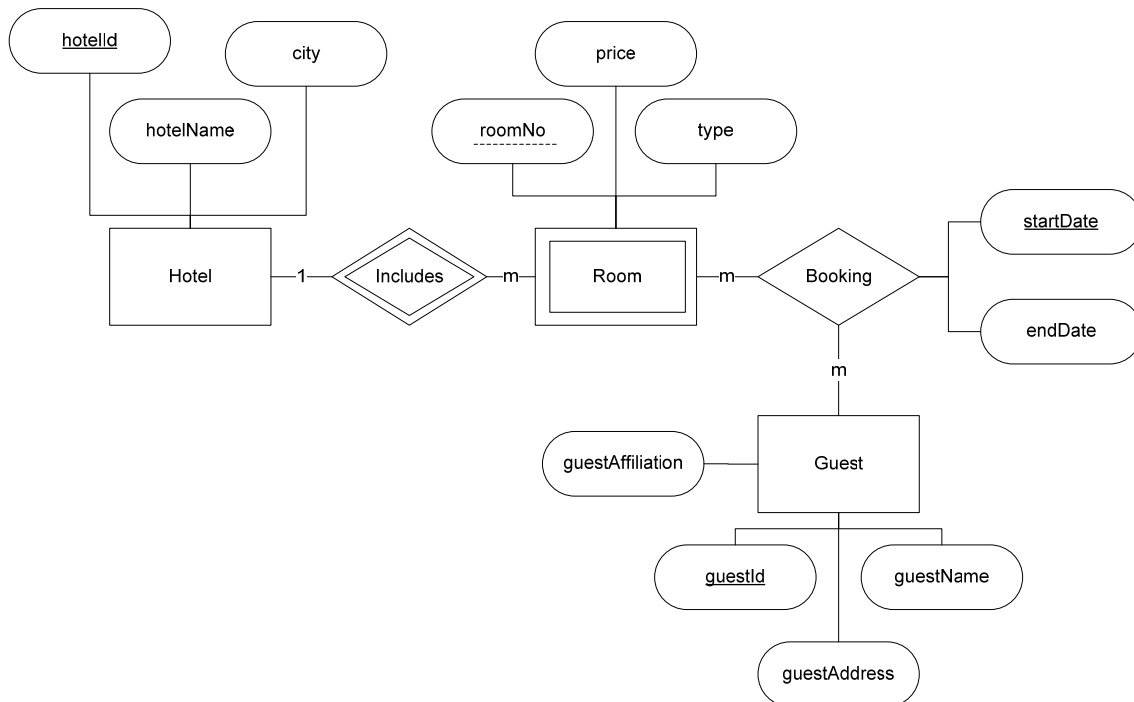 hotelId
city
hotelName
price
roomNo
type
startDate
Hotel
1
Includes
m
Room
m
Booking
endDate
m
guestAffiliation
Guest
guestId
guestName
guestAddress